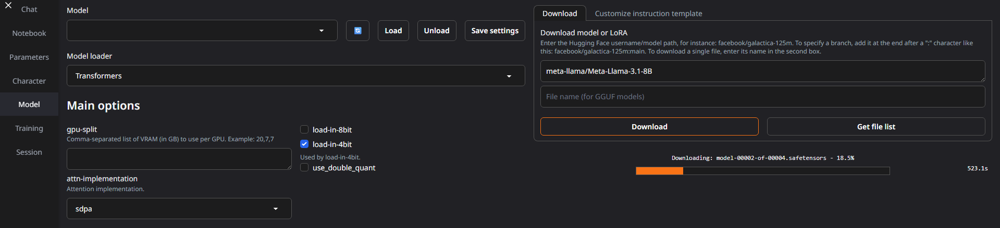 Chat
Notebook
Parameters
Character
Model
Training
Session
Model
Load
Unload
Save settings
Model loader
Transformers
Main options
gpu-split
Comma-separated list of VRAM (in GB) to use per GPU. Example: 20,7,7
attn-implementation
Attention implementation.
sdpa
load-in-8bit
load-in-4bit
Used by load-in-4bit.
use_double_quant
Download
Customize instruction template
Download model or LoRA
Enter the Hugging Face username/model path, for instance: facebook/galactica-125m. To specify a branch, add it at the end after a ":" character like
this: facebook/galactica-125m:main. To download a single file, enter its name in the second box.
meta-llama/Meta-Llama-3.1-8B
File name (for GGUF models)
Download
Get file list
Downloading: model-00002-of-00004.safetensors - 18.5%
523.1s